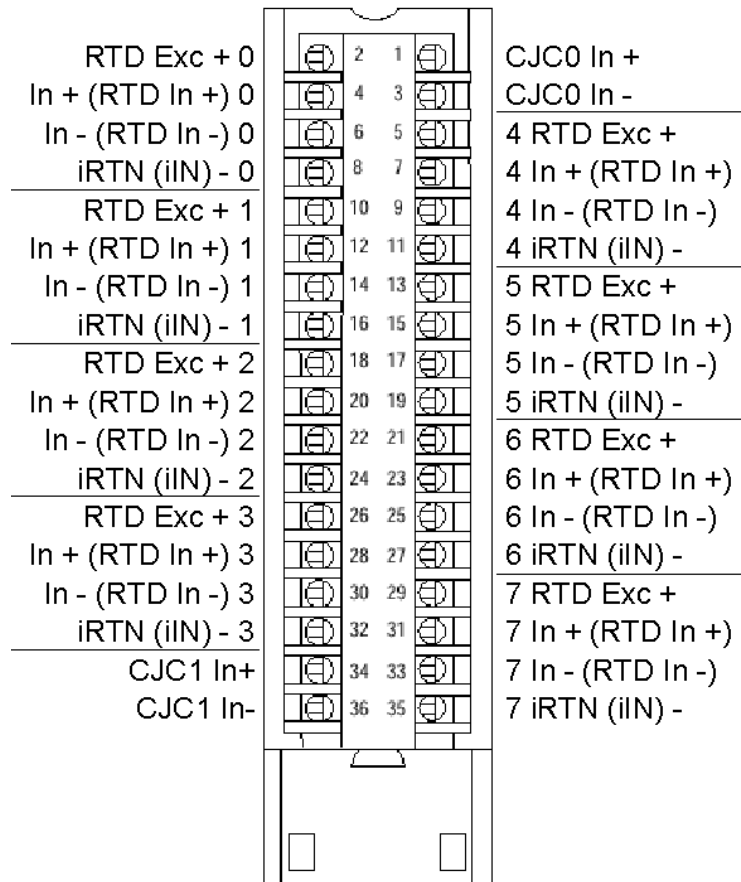 RTD Exc + 0 2 1 CJC0 In +
In + (RTD In +) 0 4 3 CJC0 In -
In - (RTD In -) 0 6 5 4 RTD Exc +
iRTN (iIN) - 0 8 7 4 In + (RTD In +)
RTD Exc + 1 10 9 4 In - (RTD In -)
In + (RTD In +) 1 12 11 4 iRTN (iIN) -
In - (RTD In -) 1 14 13 5 RTD Exc +
iRTN (iIN) - 1 16 15 5 In + (RTD In +)
RTD Exc + 2 18 17 5 In - (RTD In -)
In + (RTD In +) 2 20 19 5 iRTN (iIN) -
In - (RTD In -) 2 22 21 6 RTD Exc +
iRTN (iIN) - 2 24 23 6 In + (RTD In +)
RTD Exc + 3 26 25 6 In - (RTD In -)
In + (RTD In +) 3 28 27 6 iRTN (iIN) -
In - (RTD In -) 3 30 29 7 RTD Exc +
iRTN (iIN) - 3 32 31 7 In + (RTD In +)
CJC1 In+ 34 33 7 In - (RTD In -)
CJC1 In- 36 35 7 iRTN (iIN) -